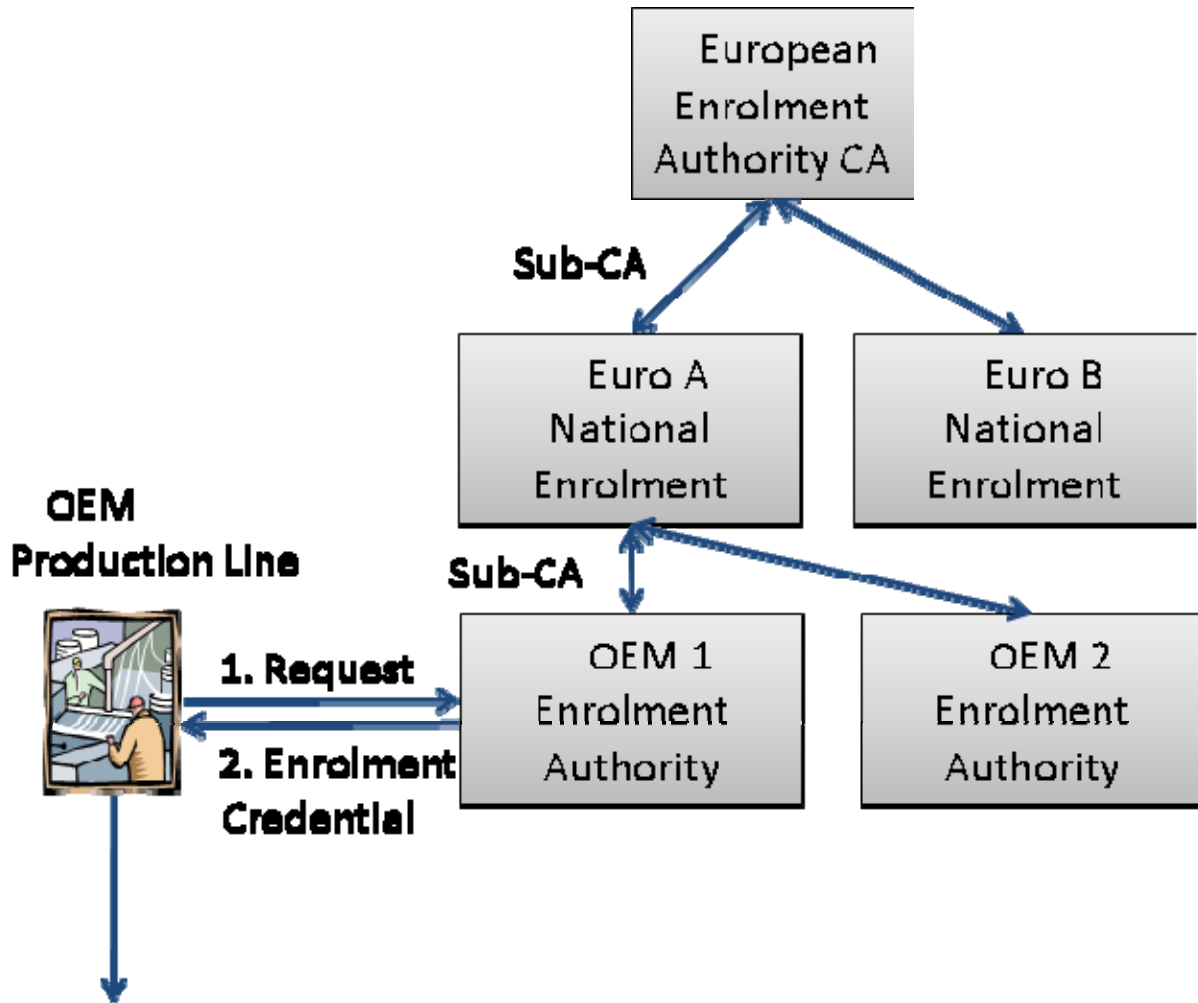 European
Enrolment
Authority CA
Sub-CA
Euro A
National
Enrolment
Euro B
National
Enrolment
OEM
Production Line
Sub-CA
1. Request
2. Enrolment
Credential
OEM 1
Enrolment
Authority
OEM 2
Enrolment
Authority